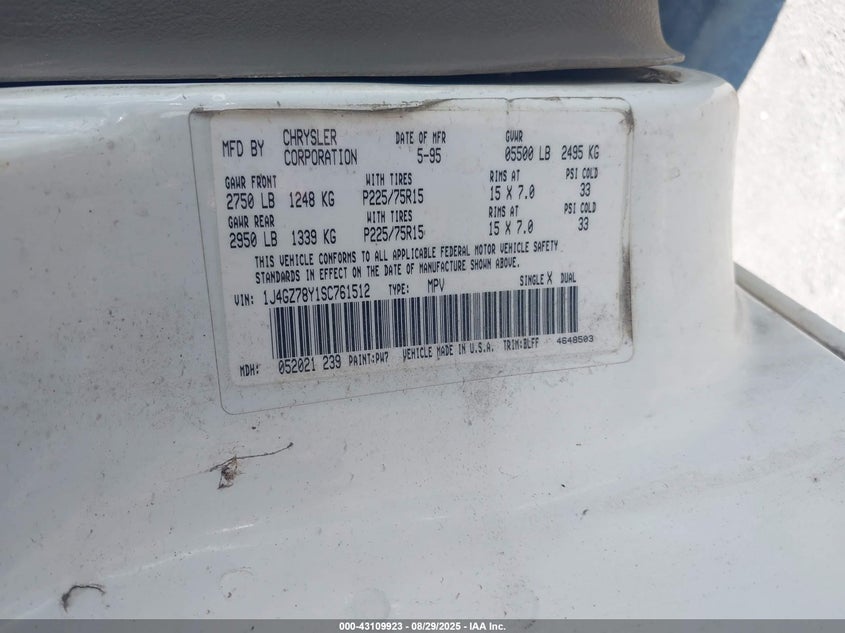 MFD BY CHRYSLER CORPORATION DATE OF MFR 5-95 GVWR 05500 LB 2495 KG
GAWR FRONT WITH TIRES RIMS AT PSI COLD
2750 LB 1248 KG P225/75R15 15 X 7.0 33
GAWR REAR WITH TIRES RIMS AT PSI COLD
2950 LB 1339 KG P225/75R15 15 X 7.0 33
THIS VEHICLE CONFORMS TO ALL APPLICABLE FEDERAL MOTOR VEHICLE SAFETY
STANDARDS IN EFFECT ON THE DATE OF MANUFACTURE SHOWN ABOVE.
VIN: 1J4GZ78Y1SC761512 TYPE: MPV SINGLE X DUAL
MDH: 052021 239 PAINT:PW7 VEHICLE MADE IN U.S.A. TRIM:BLFF 4648503
000-43109923 - 08/29/2025 - IAA Inc.